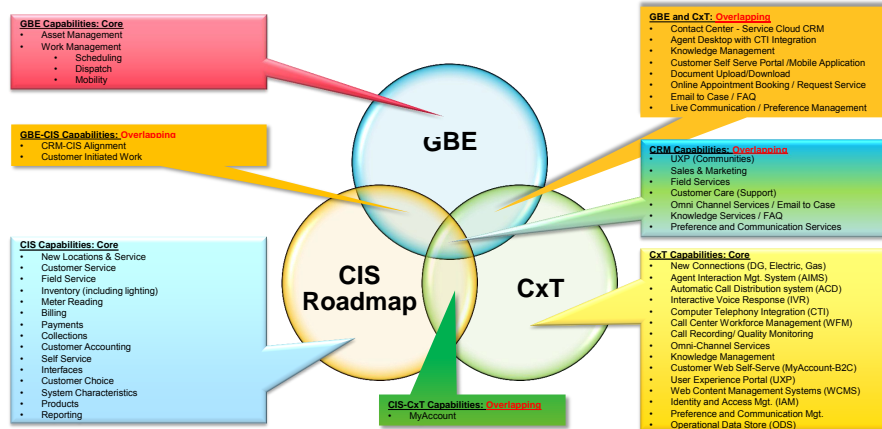 GBE Capabilities: Core
• Asset Management
• Work Management
• Scheduling
• Dispatch
• Mobility
GBE-CIS Capabilities: Overlapping
• CRM-CIS Alignment
• Customer Initiated Work
CIS Capabilities: Core
• New Locations & Service
• Customer Service
• Field Service
• Inventory (including lighting)
• Meter Reading
• Billing
• Payments
• Collections
• Customer Accounting
• Self Service
• Interfaces
• Customer Choice
• System Characteristics
• Products
• Reporting
GBE
CIS
Roadmap
CxT
CIS-CxT Capabilities: Overlapping
• MyAccount
GBE and CxT: Overlapping
• Contact Center - Service Cloud CRM
• Agent Desktop with CTI Integration
• Knowledge Management
• Customer Self Serve Portal /Mobile Application
• Document Upload/Download
• Online Appointment Booking / Request Service
• Email to Case / FAQ
• Live Communication / Preference Management
CRM Capabilities: Overlapping
• UXP (Communities)
• Sales & Marketing
• Field Services
• Customer Care (Support)
• Omni Channel Services / Email to Case
• Knowledge Services / FAQ
• Preference and Communication Services
CxT Capabilities: Core
• New Connections (DG, Electric, Gas)
• Agent Interaction Mgt. System (AIMS)
• Automatic Call Distribution system (ACD)
• Interactive Voice Response (IVR)
• Computer Telephony Integration (CTI)
• Call Center Workforce Management (WFM)
• Call Recording/ Quality Monitoring
• Omni-Channel Services
• Knowledge Management
• Customer Web Self-Serve (MyAccount-B2C)
• User Experience Portal (UXP)
• Web Content Management Systems (WCMS)
• Identity and Access Mgt. (IAM)
• Preference and Communication Mgt.
• Operational Data Store (ODS)